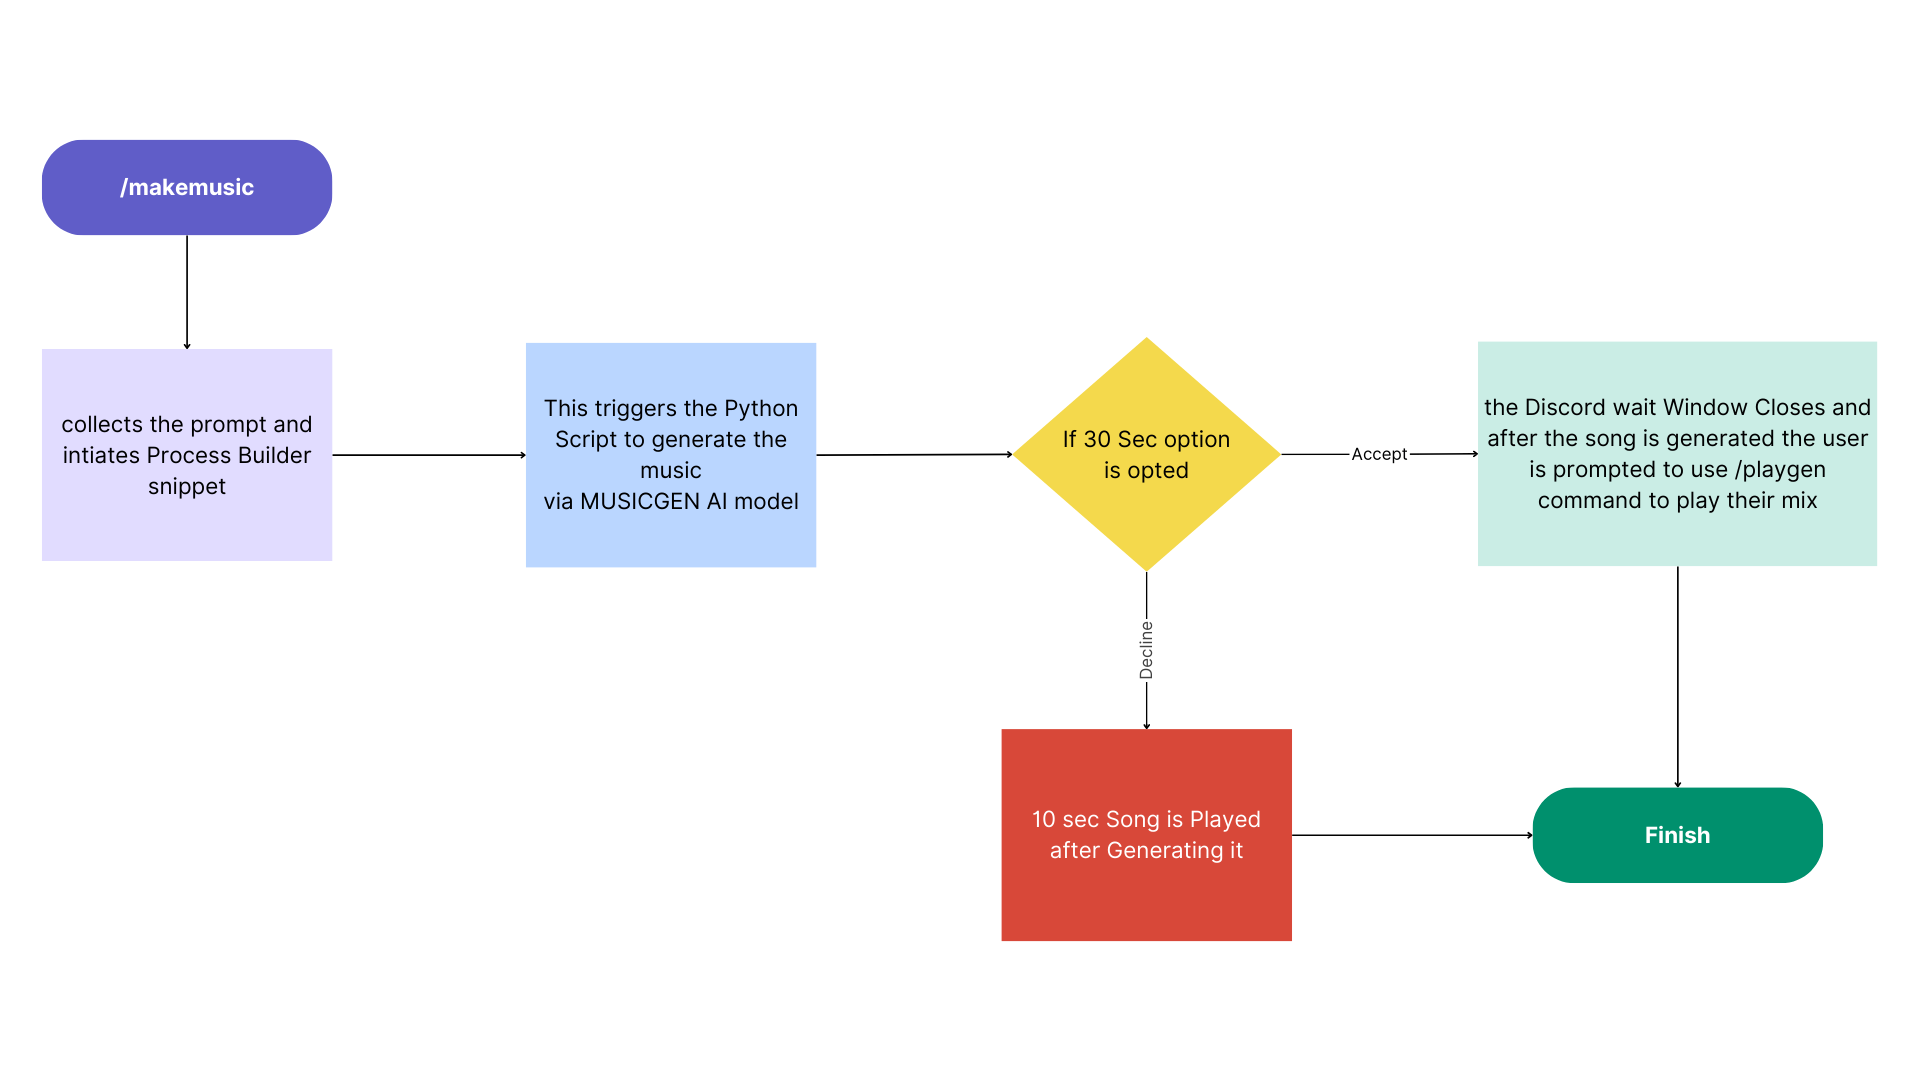 /makemusic
collects the prompt and
intiates Process Builder
snippet
This triggers the Python
Script to generate the
music
via MUSICGEN AI model
If 30 Sec option
is opted
Accept
the Discord wait Window Closes and
after the song is generated the user
is prompted to use /playgen
command to play their mix
Decline
10 sec Song is Played
after Generating it
Finish